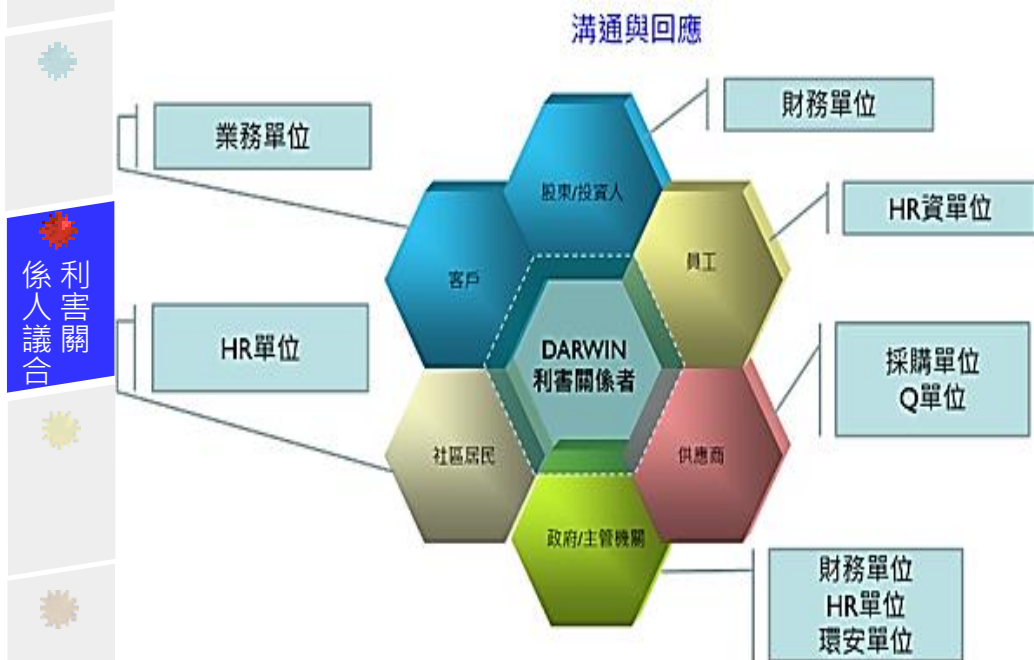 溝通與回應
利害關
係人議合
業務單位
財務單位
股東/投資人
HR資單位
客戶
員工
HR單位
DARWIN
利害關係者
採購單位
Q單位
社區居民
供應商
政府/主管機關
財務單位
HR單位
環安單位